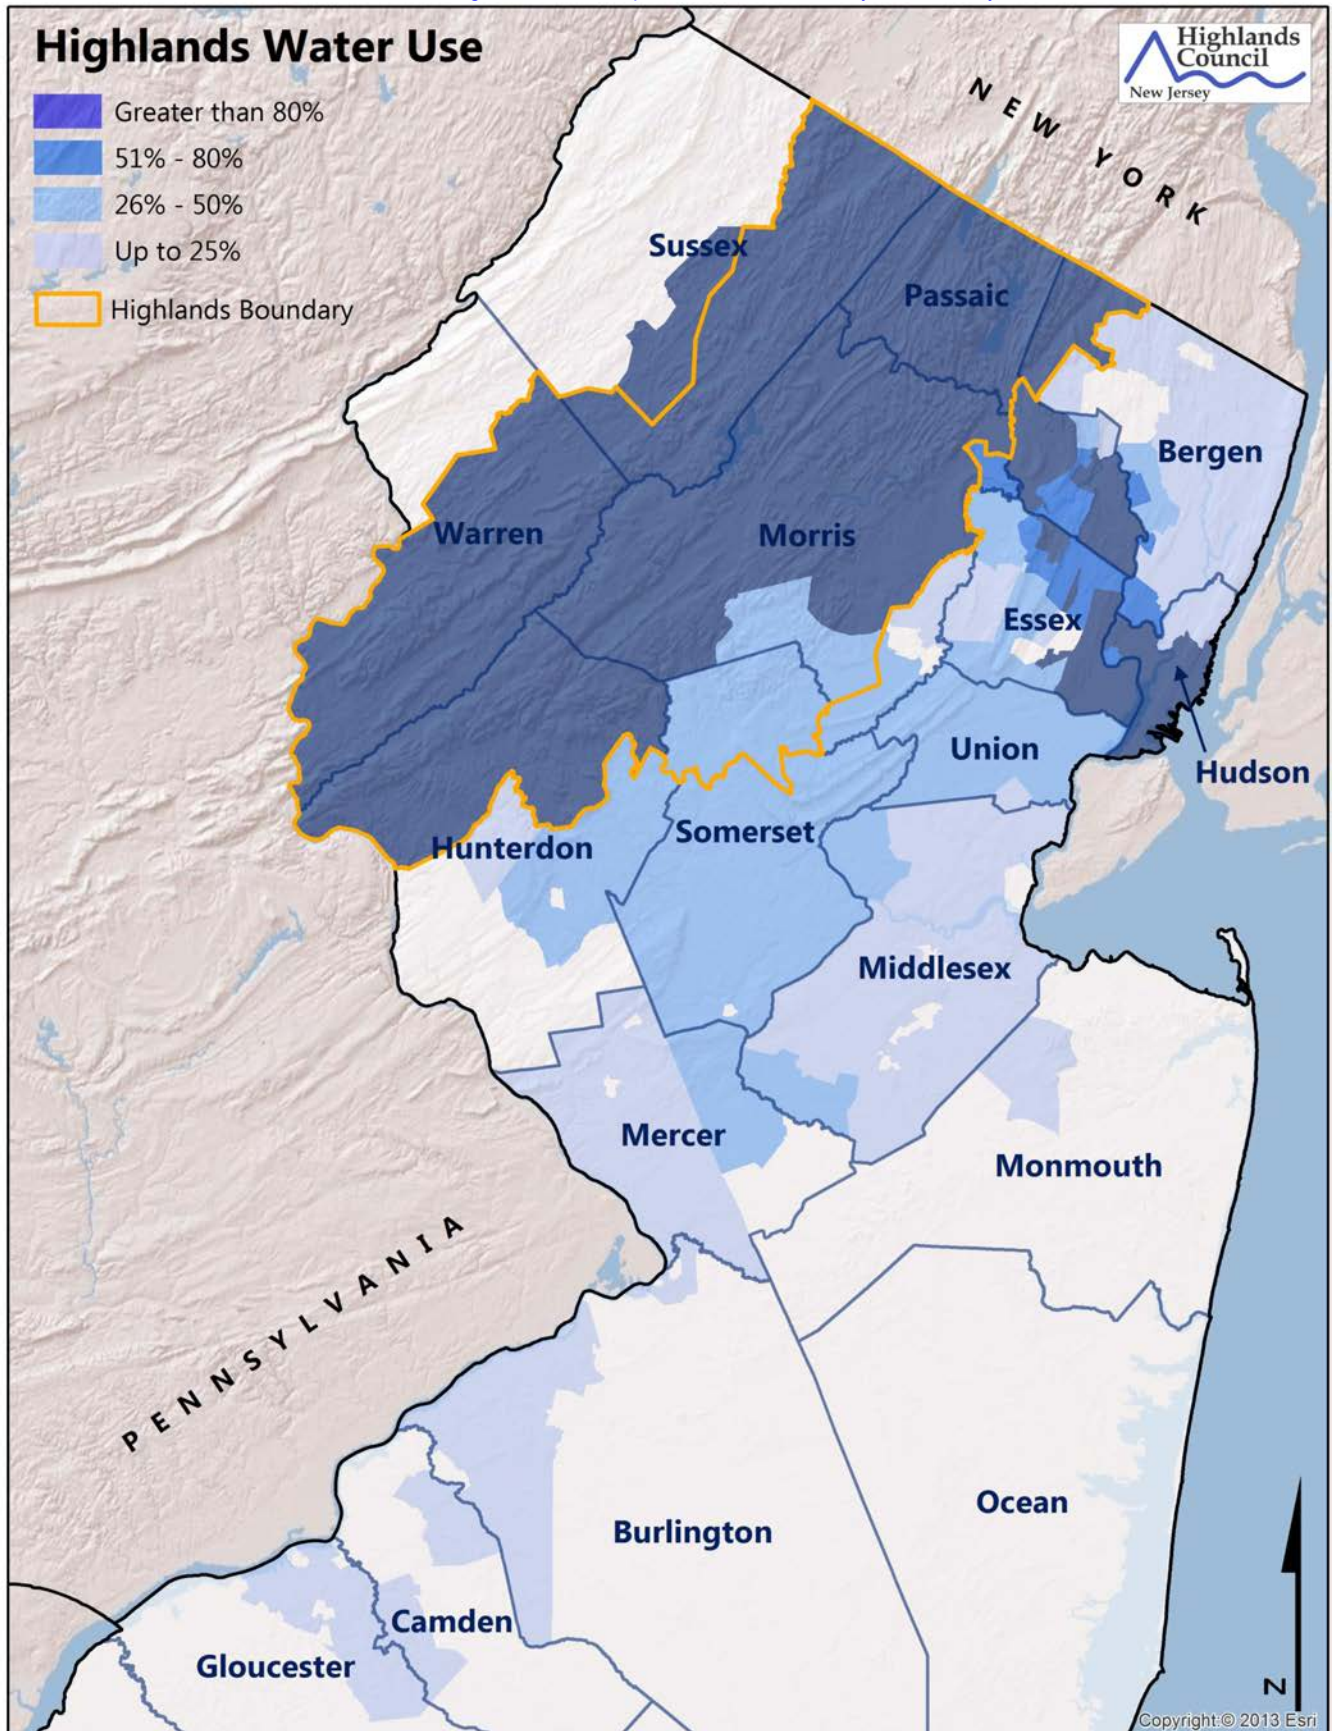 Highlands Water Use
Greater than 80%
51% - 80%
26% - 50%
Up to 25%
Highlands Boundary
Highlands
Council
New Jersey
NEW YORK
Sussex
Passaic
Bergen
Warren
Morris
Essex
Union
Hudson
Hunterdon
Somerset
Middlesex
Mercer
Monmouth
PENNSYLVANIA
Ocean
Burlington
Camden
Gloucester
N
Copyright:© 2013 Esri